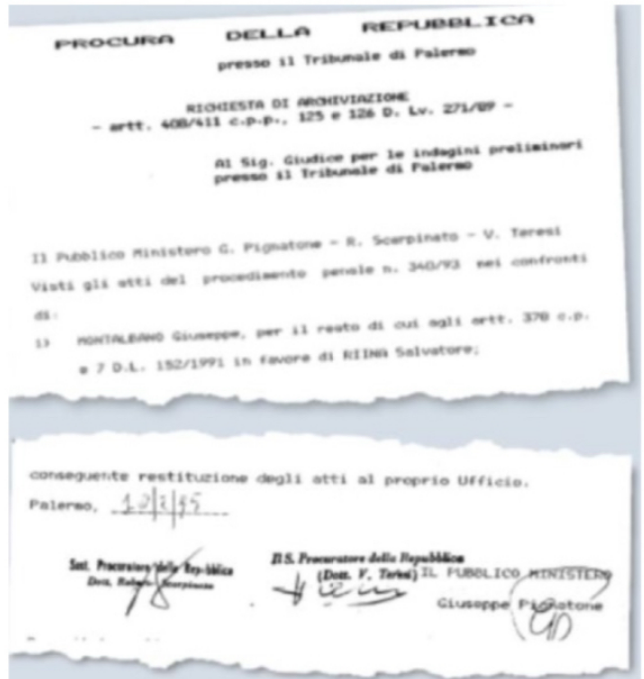 PROCURA DELLA REPUBBLICA
presso il Tribunale di Palermo
RICHIESTA DI ARCHIVIAZIONE
- artt. 408/411 c.p.p., 125 e 126 D. Lv. 271/89 -
Al Sig. Giudice per le indagini preliminari
presso il Tribunale di Palermo
Il Pubblico Ministero G. Pignatone - R. Scarpinato - V. Teresi
Visti gli atti del procedimento penale n. 340/93 nei confronti
di:
1) MONTALBANO Giuseppe, per il reato di cui agli artt. 378 c.p.
e 7 D.L. 152/1991 in favore di RIINA Salvatore;
conseguente restituzione degli atti al proprio Ufficio.
Palermo,
Sost. Procuratore della Repubblica
Dott. Roberto Scarpinato
Il S. Procuratore della Repubblica
(Dott. V. Teresi)
IL PUBBLICO MINISTERO
Giuseppe Pignatone